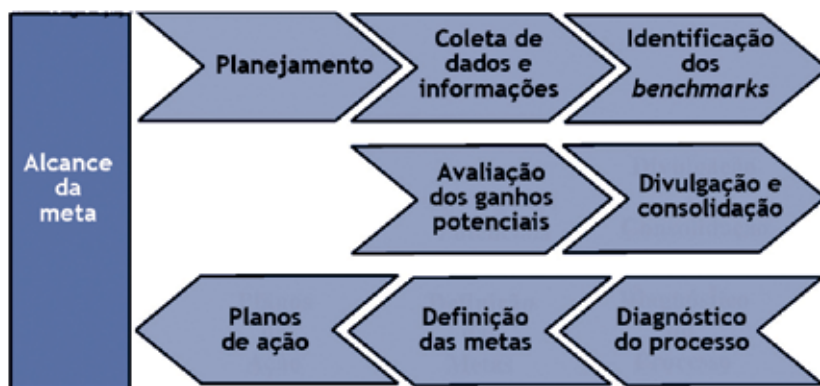 Alcance
da
meta
Planejamento
Coleta de
dados e
informações
Identificação
dos
benchmarks
Avaliação
dos ganhos
potenciais
Divulgação e
consolidação
Planos
de ação
Definição
das metas
Diagnóstico
do processo